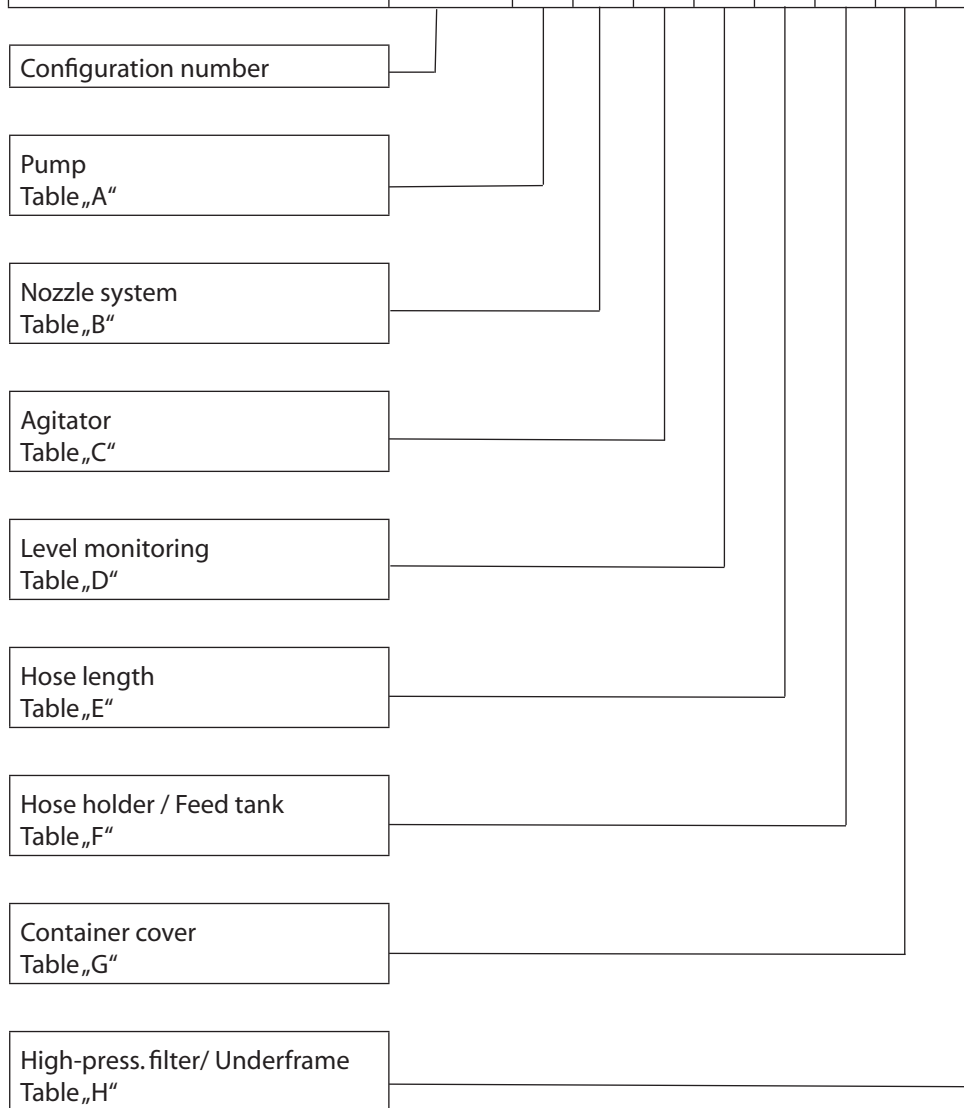 Configuration number
Pump
Table „A“
Nozzle system
Table „B“
Agitator
Table „C“
Level monitoring
Table „D“
Hose length
Table „E“
Hose holder / Feed tank
Table „F“
Container cover
Table „G“
High-press. filter/ Underframe
Table „H“